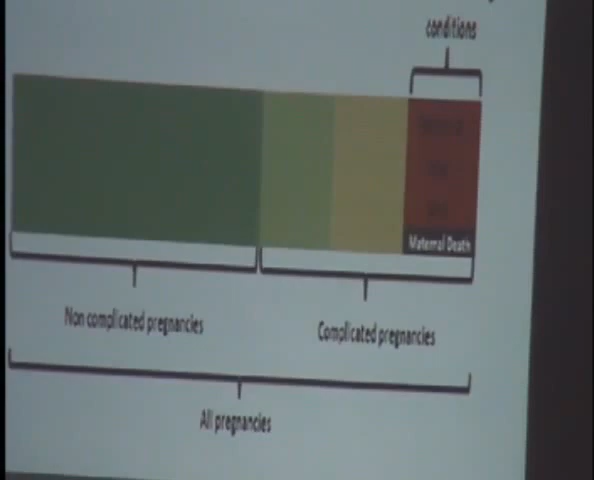 conditions
Maternal Death
Non complicated pregnancies
Complicated pregnancies
All pregnancies